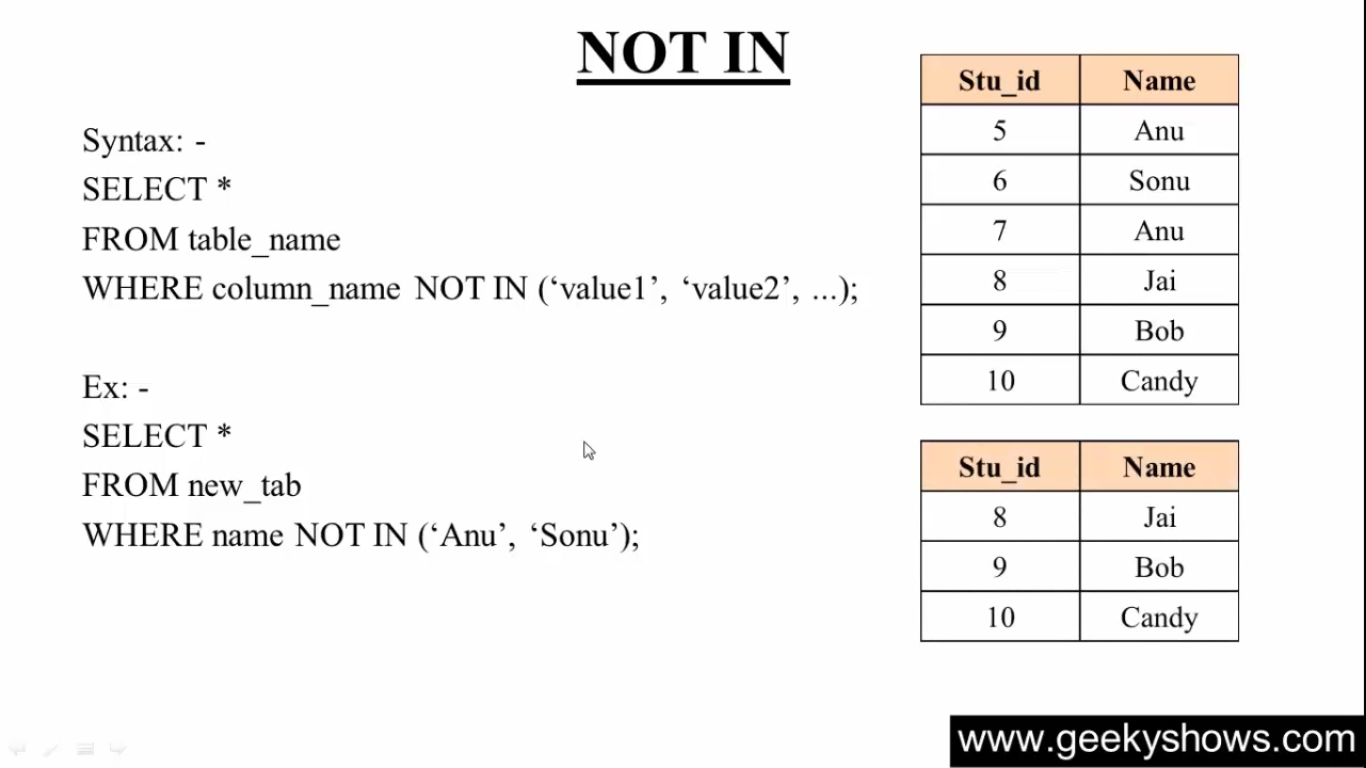 NOT IN
Syntax: -
SELECT *
FROM table_name
WHERE column_name NOT IN (‘value1’, ‘value2’, ...);
Ex: -
SELECT *
FROM new_tab
WHERE name NOT IN (‘Anu’, ‘Sonu’);
Stu_id Name
5 Anu
6 Sonu
7 Anu
8 Jai
9 Bob
10 Candy
Stu_id Name
8 Jai
9 Bob
10 Candy
www.geekyshows.com